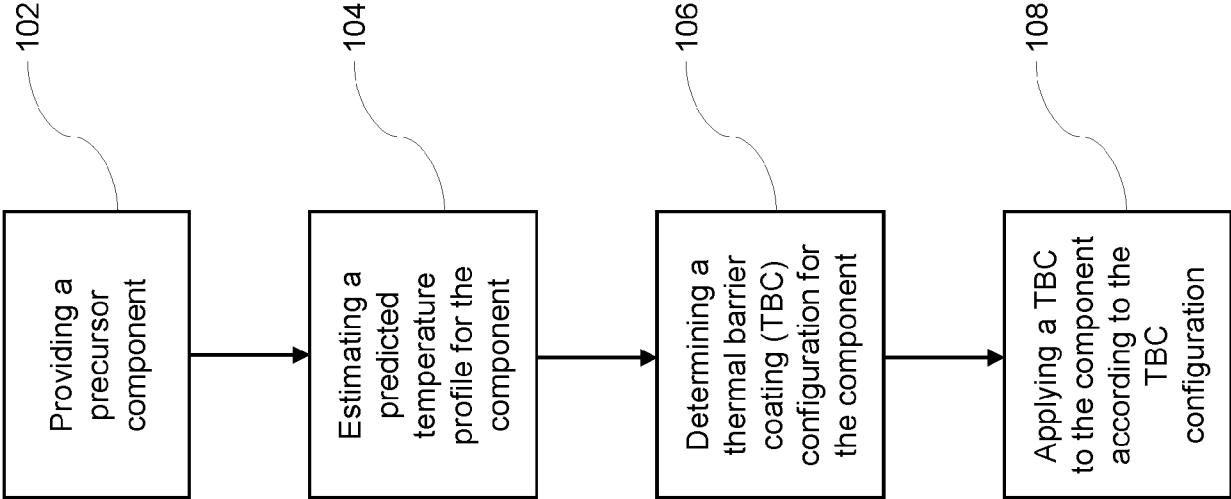 102
Providing a
precursor
component
104
Estimating a
predicted
temperature
profile for the
component
106
Determining a
thermal barrier
coating (TBC)
configuration for
the component
108
Applying a TBC
to the component
according to the
TBC
configuration